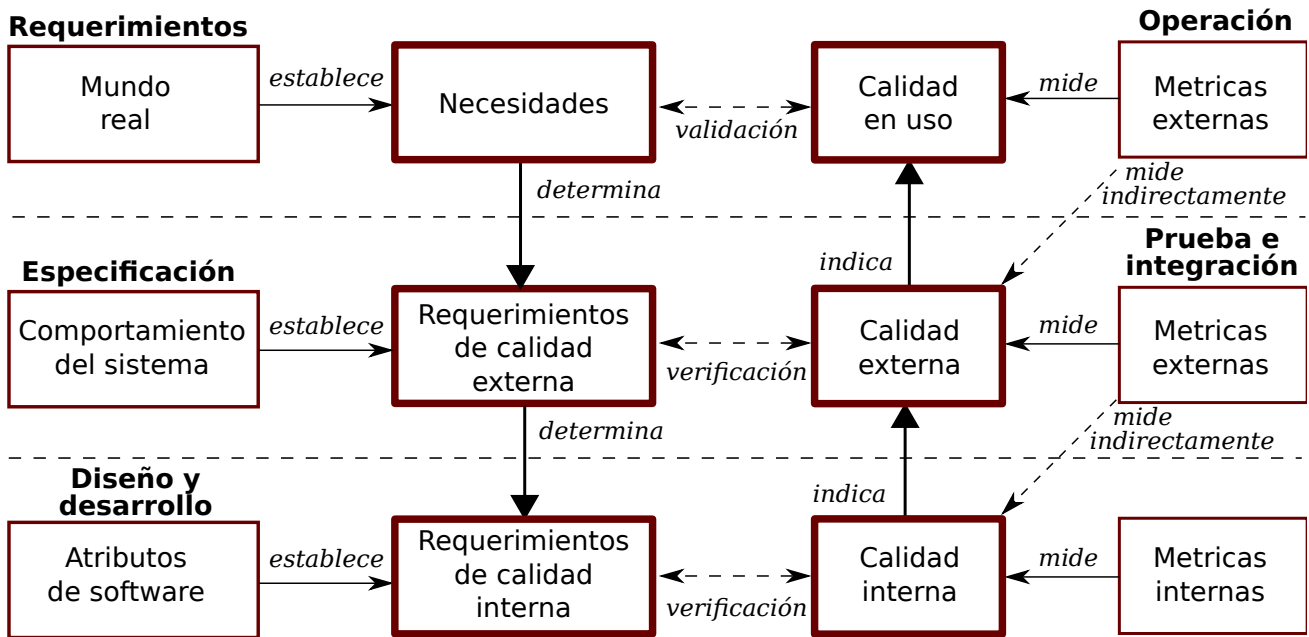 Requerimientos
Operación
Mundo
real
establece
Necesidades
validación
Calidad
en uso
mide
Metricas
externas
determina
mide
indirectamente
Especificación
indica
Prueba e
integración
Comportamiento
del sistema
establece
Requerimientos
de calidad
externa
verificación
Calidad
externa
mide
Metricas
externas
determina
mide
indirectamente
Diseño y
desarrollo
indica
Atributos
de software
establece
Requerimientos
de calidad
interna
verificación
Calidad
interna
mide
Metricas
internas